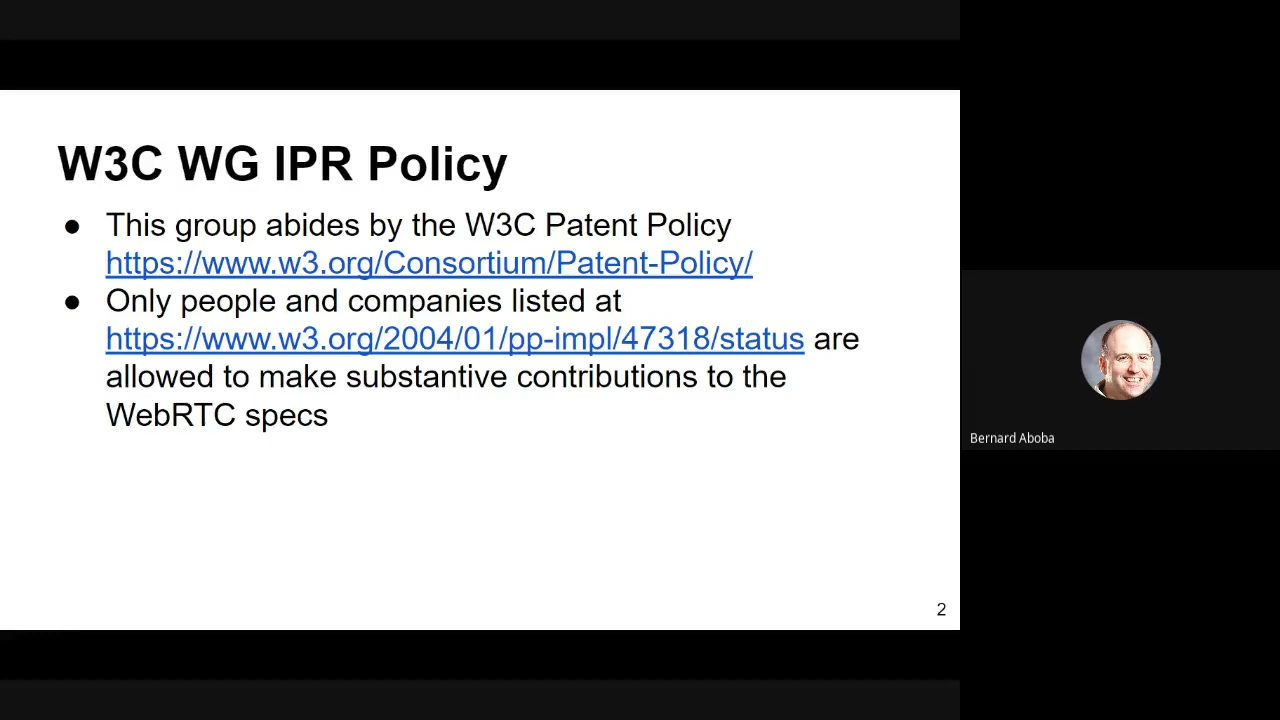 W3C WG IPR Policy
● This group abides by the W3C Patent Policy
https://www.w3.org/Consortium/Patent-Policy/
● Only people and companies listed at
https://www.w3.org/2004/01/pp-impl/47318/status are
allowed to make substantive contributions to the
WebRTC specs
2
Bernard Aboba